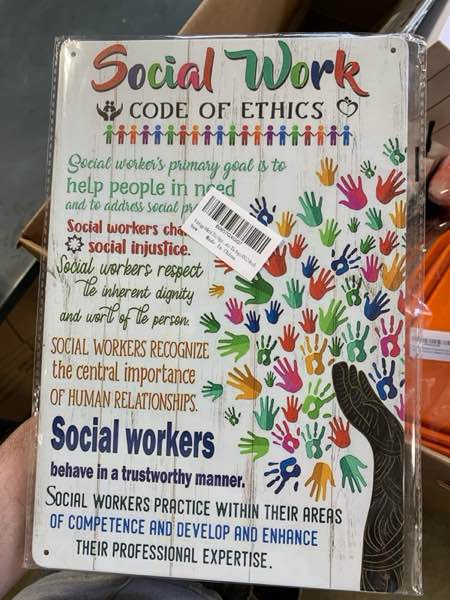 Social Work
CODE OF ETHICS
Social worker's primary goal is to
help people in need
and to address social
Social workers
social injustice.
Social workers respect
the inherent dignity
and worth of the person.
SOCIAL WORKERS RECOGNIZE
the central importance
OF HUMAN RELATIONSHIPS.
Social workers
behave in a trustworthy manner.
SOCIAL WORKERS PRACTICE WITHIN THEIR AREAS
OF COMPETENCE AND DEVELOP AND ENHANCE
THEIR PROFESSIONAL EXPERTISE.
Made In China